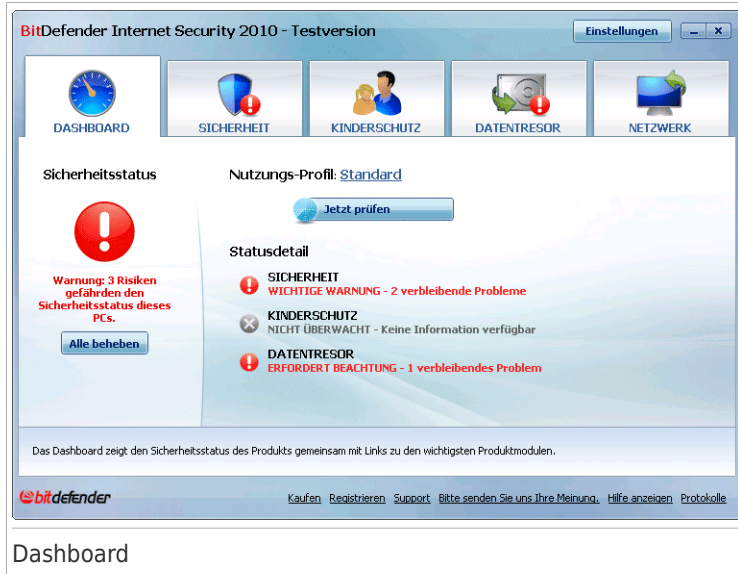 BitDefender Internet Security 2010 - Testversion
Einstellungen
DASHBOARD
SICHERHEIT
KINDERSCHUTZ
DATENTRESOR
NETZWERK
Sicherheitsstatus
Warnung: 3 Risiken
gefährden den
Sicherheitsstatus dieses
PCs.
Alle beheben
Nutzungs-Profil: Standard
Jetzt prüfen
Statusdetail
SICHERHEIT
WICHTIGE WARNUNG - 2 verbleibende Probleme
KINDERSCHUTZ
NICHT ÜBERWACHT - Keine Information verfügbar
DATENTRESOR
ERFORDERT BEACHTUNG - 1 verbleibendes Problem
Das Dashboard zeigt den Sicherheitsstatus des Produkts gemeinsam mit Links zu den wichtigsten Produktmodulen.
bitdefender
Kaufen Registrieren Support Bitte senden Sie uns Ihre Meinung. Hilfe anzeigen Protokolle
Dashboard